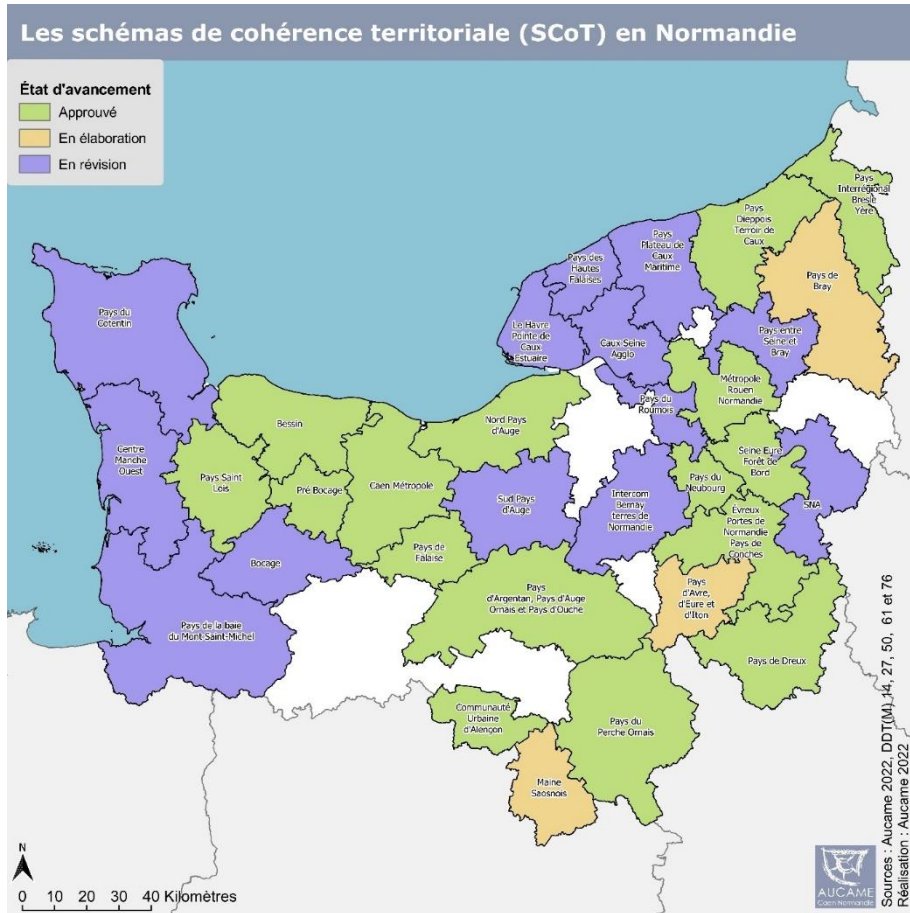 Les schémas de cohérence territoriale (SCoT) en Normandie
État d'avancement
Approuvé
En élaboration
En révision
Pays
Interrégional
Bresle
Yère
Pays
Dieppois
Terroir de
Caux
Pays
Plateau de
Caux
Maritime
Pays des
Hautes
Falaises
Pays de
Bray
Pays du
Cotentin
Le Havre
Pointe de
Caux
Estuaire
Caux Seine
Agglo
Pays entre
Seine et
Bray
Métropole
Rouen
Normandie
Pays du
Roumois
Nord Pays
d'Auge
Bessin
Centre
Manche
Ouest
Pays Saint
Lois
Pré Bocage
Caen Métropole
Seine Eure
Forêt de
Bord
Pays du
Neubourg
Sud Pays
d'Auge
Intercom
Bernay
terres de
Normandie
SNA
Évreux
Portes de
Normandie
Pays de
Conches
Pays de
Falaise
Bocage
Pays
d'Argentan, Pays d'Auge
Ornais et Pays d'Ouche
Pays
d'Avre,
d'Eure et
d'Iton
Pays de la baie
du Mont-Saint-Michel
Pays de Dreux
Communauté
Urbaine
d'Alençon
Pays du
Perche Ornais
Maine
Saosnois
N
0 10 20 30 40 Kilomètres
AUCAME
Caen Normandie
Sources : Aucame 2022, DDT(M) 14, 27, 50, 61 et 76
Réalisation : Aucame 2022